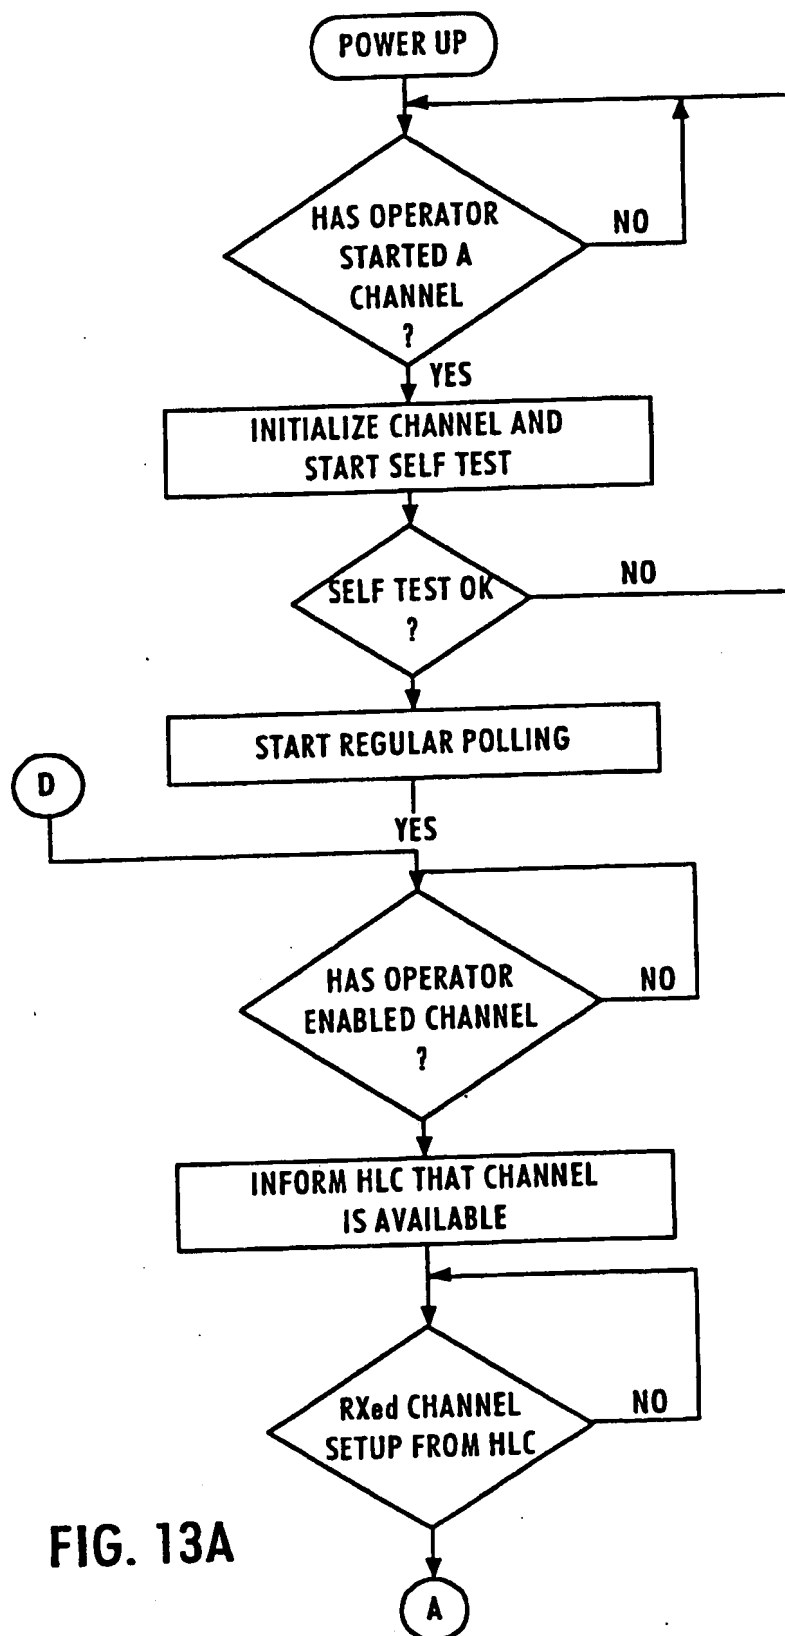 POWER UP
HAS OPERATOR
STARTED A
CHANNEL
?
NO
YES
INITIALIZE CHANNEL AND
START SELF TEST
SELF TEST OK
?
NO
START REGULAR POLLING
D
YES
HAS OPERATOR
ENABLED CHANNEL
?
NO
INFORM HLC THAT CHANNEL
IS AVAILABLE
RXed CHANNEL
SETUP FROM HLC
NO
FIG. 13A
A